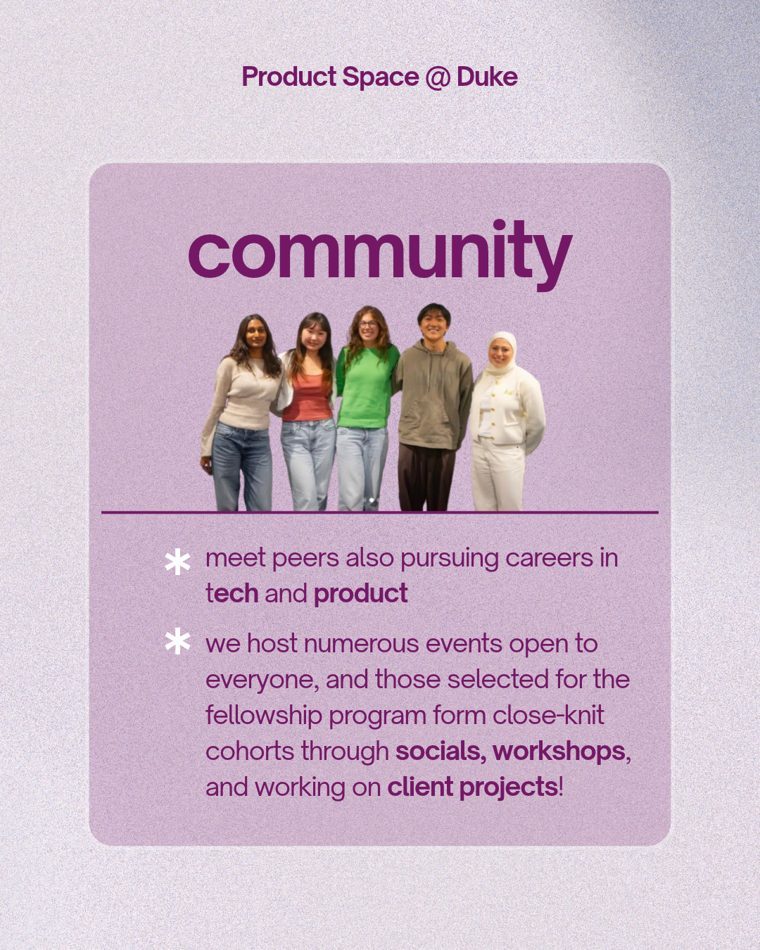 Product Space @ Duke
community
* meet peers also pursuing careers in
tech and product
* we host numerous events open to
everyone, and those selected for the
fellowship program form close-knit
cohorts through socials, workshops,
and working on client projects!